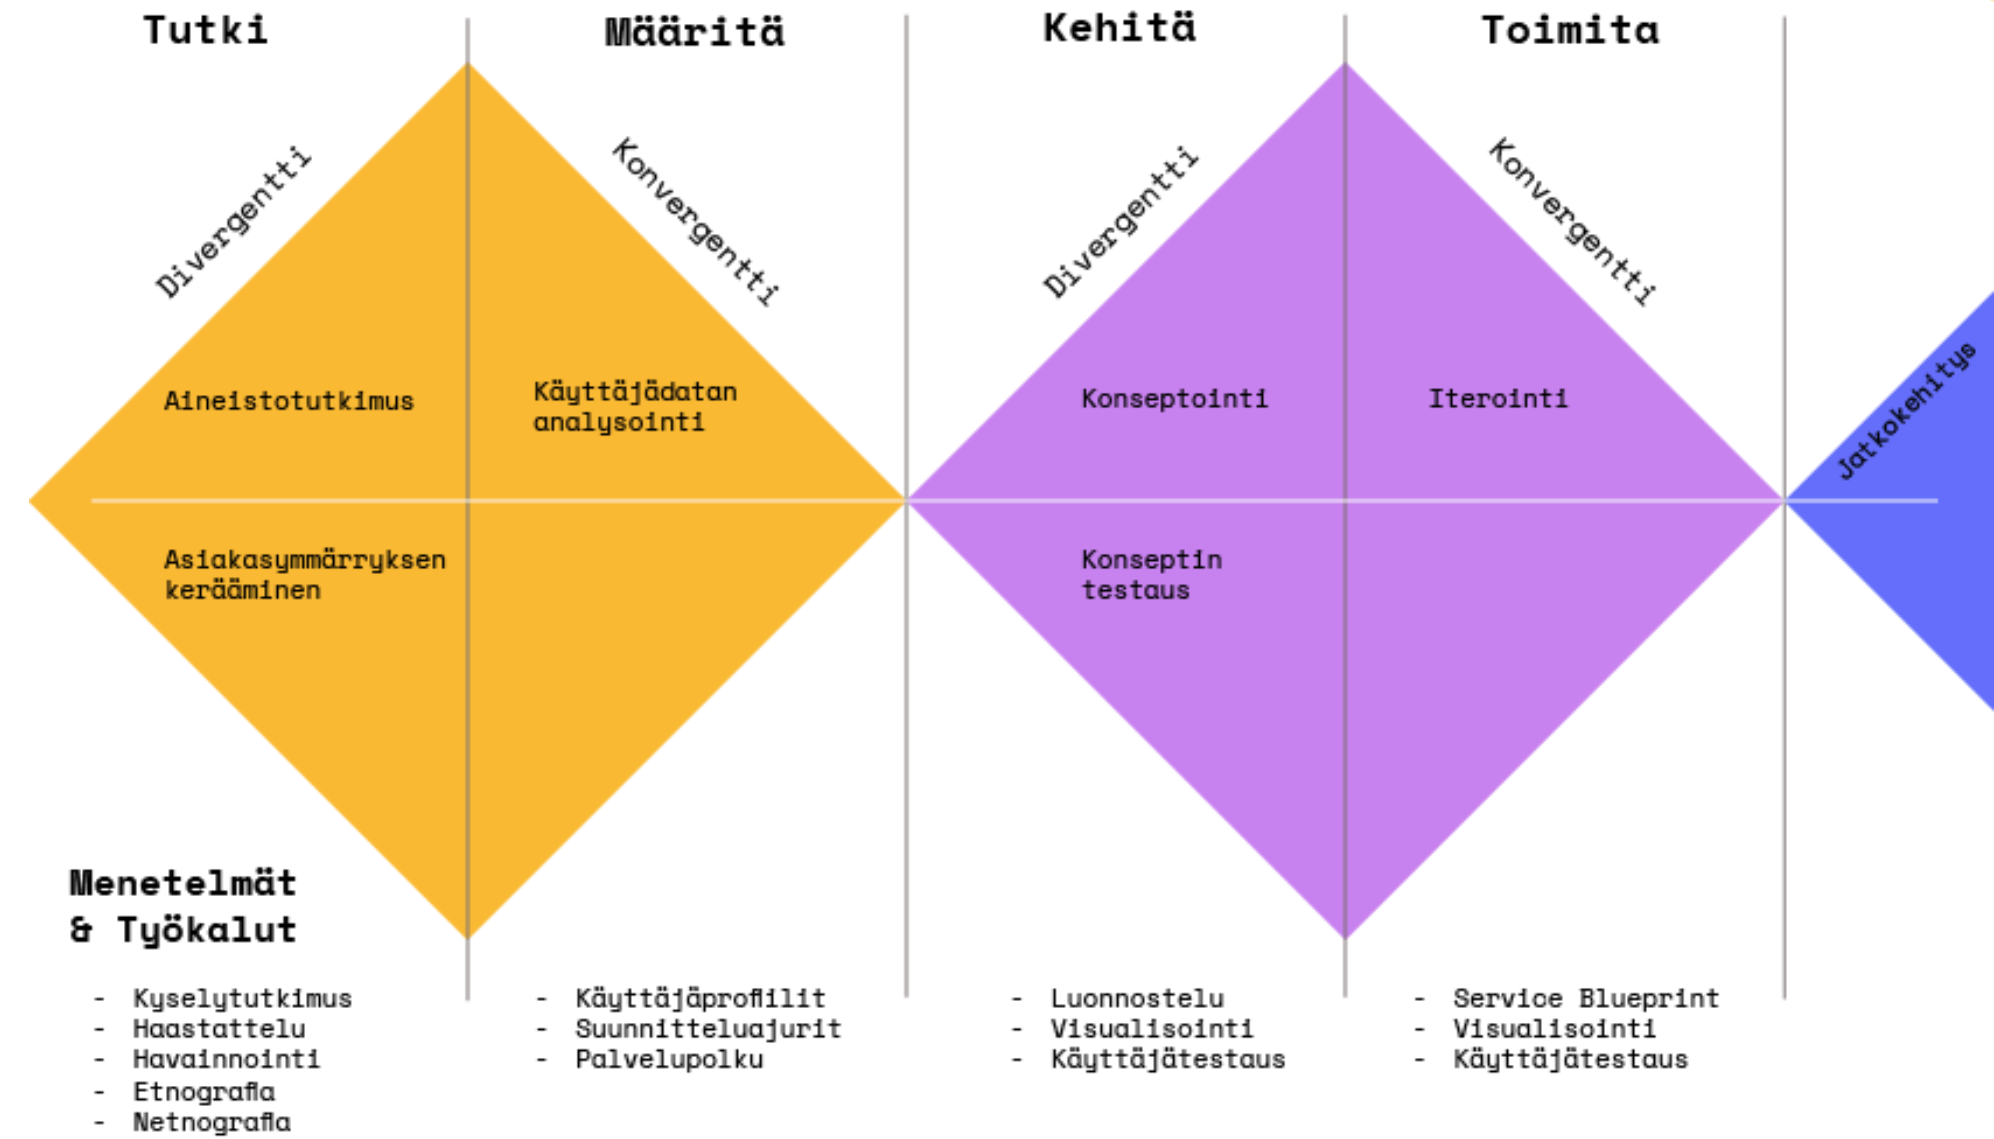 Tutki
Määritä
Kehitä
Toimita
Divergentti
Konvergentti
Divergentti
Konvergentti
Aineistotutkimus
Käyttäjädatan
analysointi
Konseptointi
Iterointi
Jatkokehitys
Asiakasymmärryksen
kerääminen
Konseptin
testaus
Menetelmät
& Työkalut
- Kyselytutkimus
- Haastattelu
- Havainnointi
- Etnografia
- Netnografia
- Käyttäjäprofiilit
- Suunnitteluajurit
- Palvelupolku
- Luonnostelu
- Visualisointi
- Käyttäjätestaus
- Service Blueprint
- Visualisointi
- Käyttäjätestaus